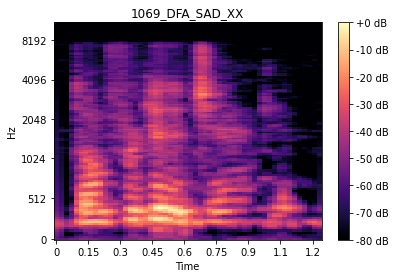 1069_DFA_SAD_XX
8192
4096
2048
1024
512
0
Hz
0 0.15 0.3 0.45 0.6 0.75 0.9 1.1 1.2
Time
+0 dB
-10 dB
-20 dB
-30 dB
-40 dB
-50 dB
-60 dB
-70 dB
-80 dB